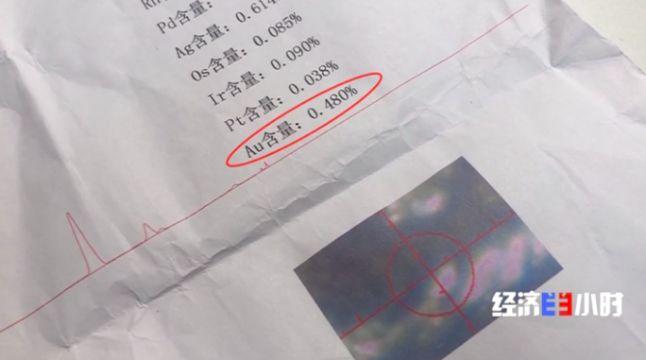 Pd含量:
Ag含量: 0.614
Os含量: 0.085%
Ir含量: 0.090%
Pt含量: 0.038%
Au含量: 0.480%
经济半小时